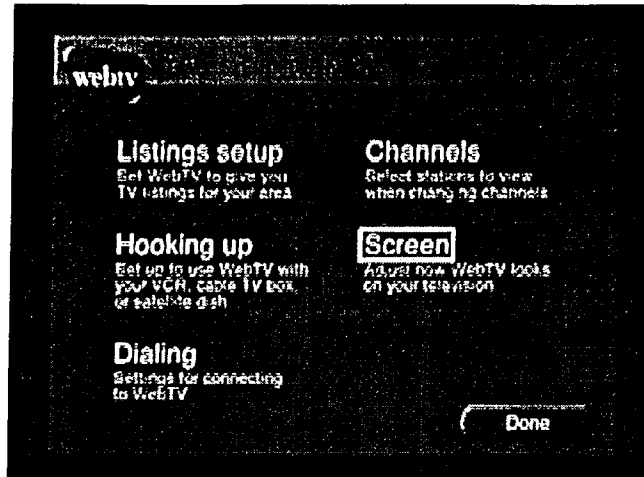 webtv
Listings setup
Set WebTV to give you
TV listings for your area
Channels
Select stations to view
when changing channels
Hooking up
Set up to use WebTV with
your VCR, cable TV box,
or satellite dish
Screen
Adjust how WebTV looks
on your television
Dialing
Settings for connecting
to WebTV
Done